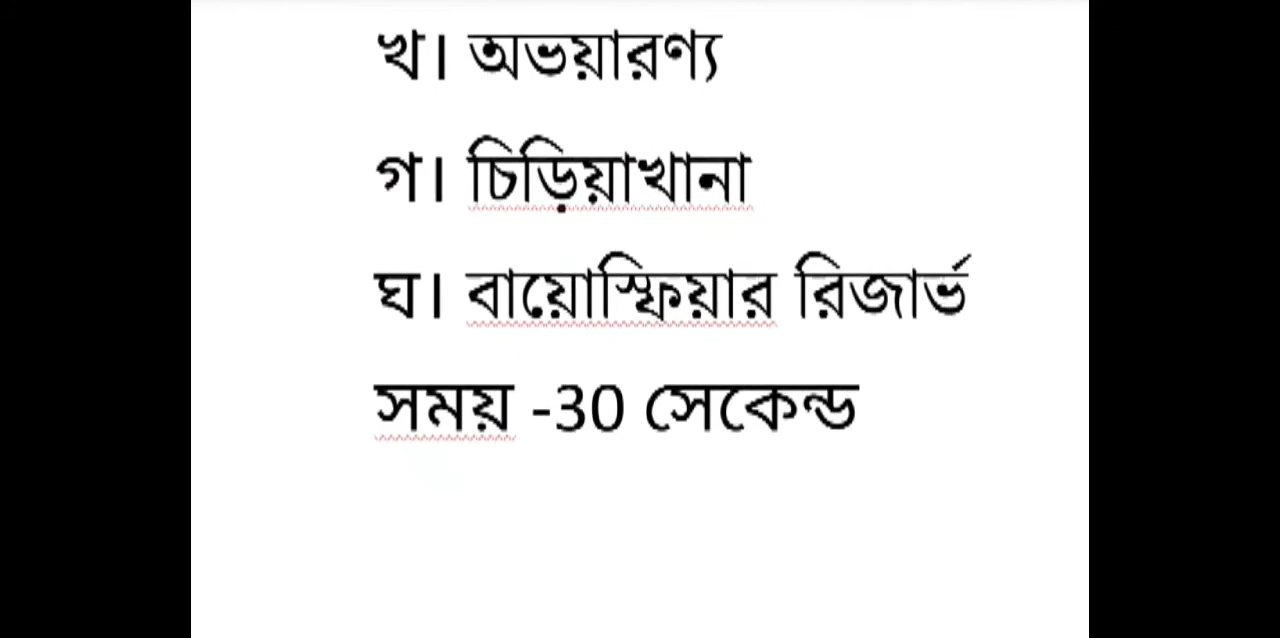 খ। অভয়ারণ্য
গ। চিড়িয়াখানা
ঘ। বায়োস্ফিয়ার রিজার্ভ
সময় -30 সেকেন্ড